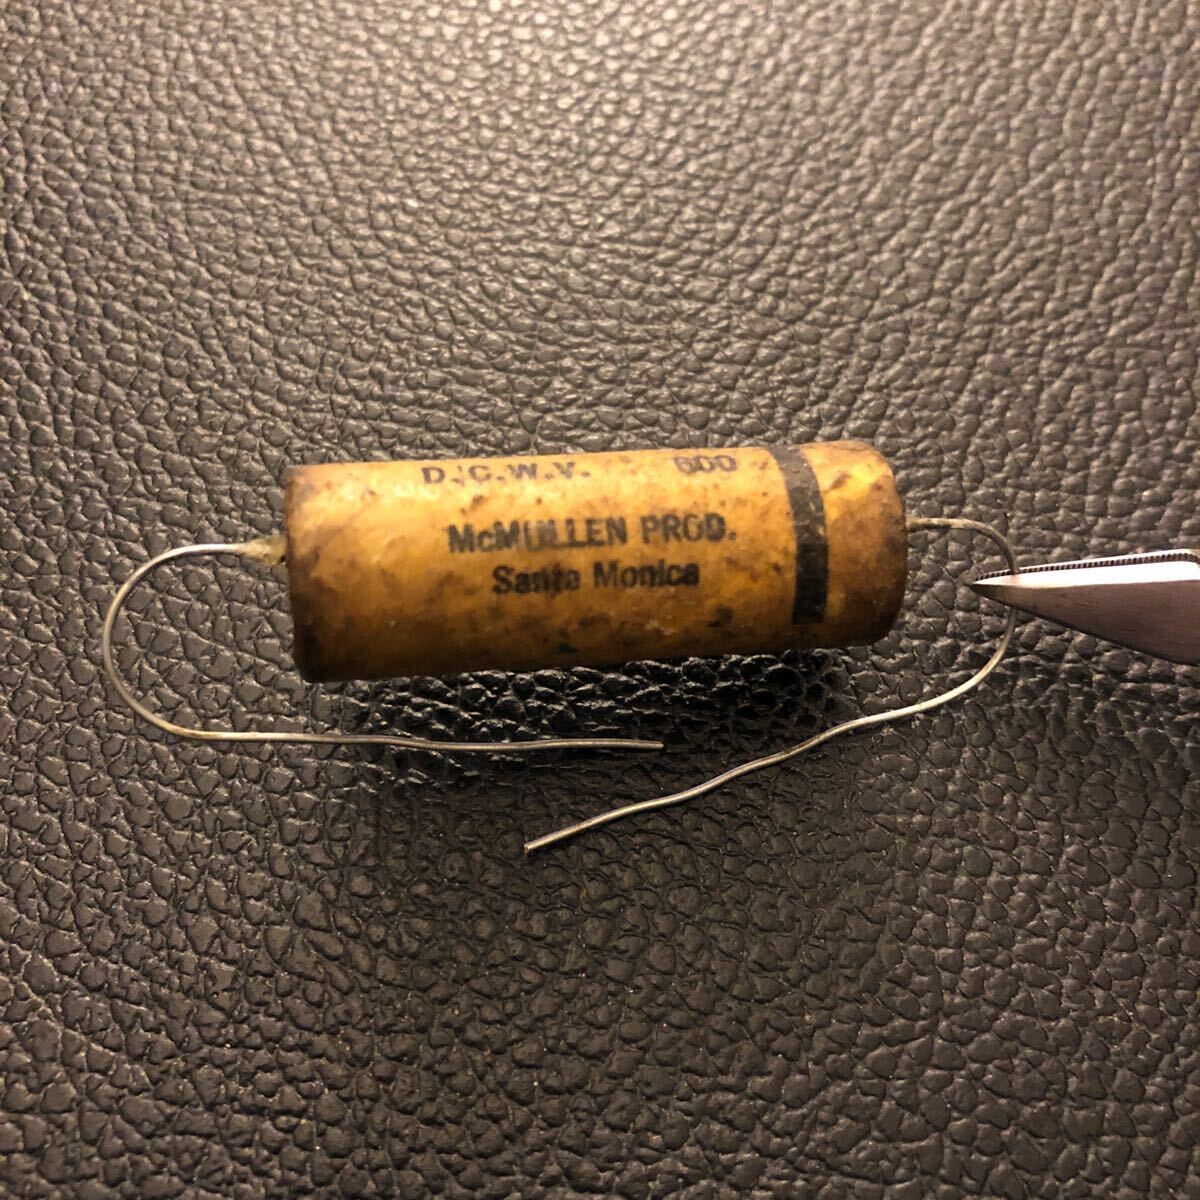 D.C.W.V. 600
McMULLEN PROD.
Santa Monica